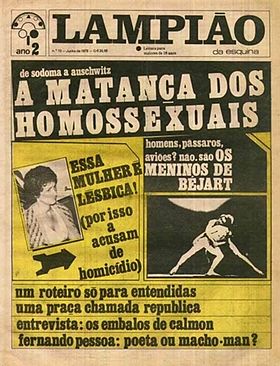 ano 2
LAMPIÃO
da esquina
Leitura para
maiores de 18 anos
de sodoma a auschwitz
A MATANÇA DOS
HOMOSSEXUAIS
ESSA
MULHER É
LESBICA!
(por isso
a
acusam
de
homicídio)
homens, pássaros,
aviões? não. são OS
MENINOS DE
BÉJART
um roteiro só para entendidas
uma praça chamada republica
entrevista: os embalos de calmon
fernando pessoa: poeta ou macho-man?